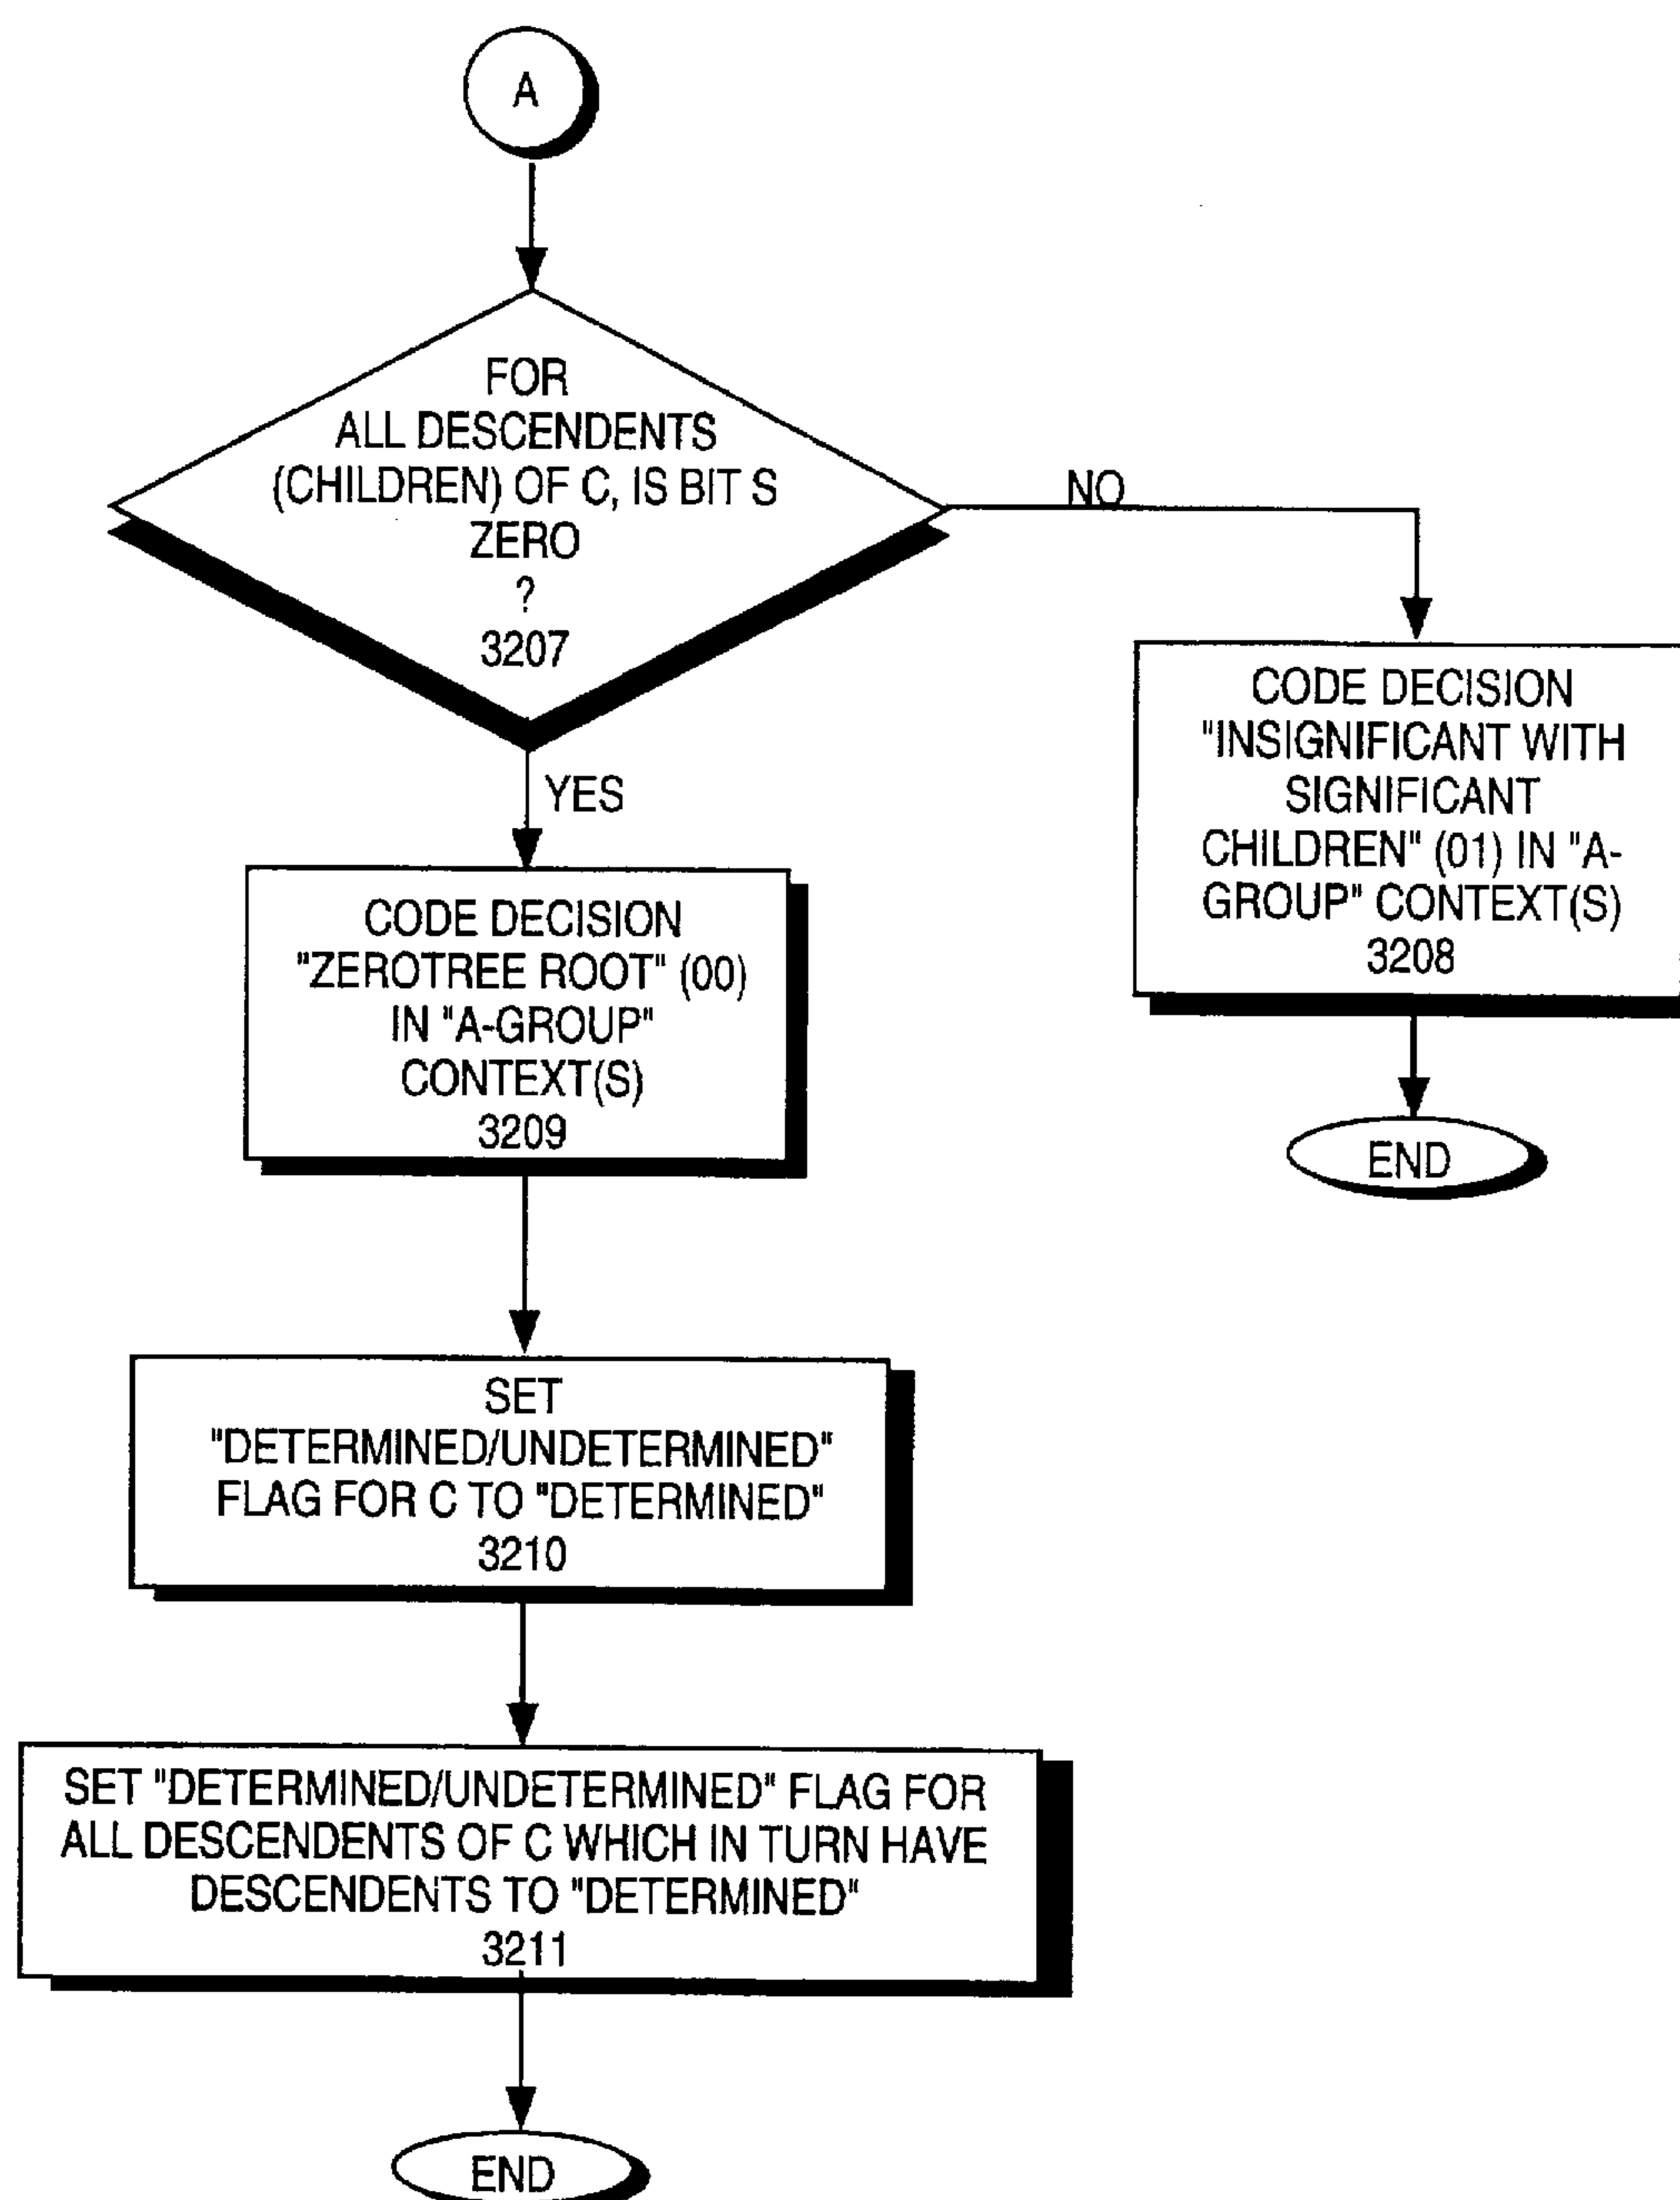 A
FOR
ALL DESCENDENTS
(CHILDREN) OF C, IS BIT S
ZERO
?
3207
NO
YES
CODE DECISION
"INSIGNIFICANT WITH
SIGNIFICANT
CHILDREN" (01) IN "A-
GROUP" CONTEXT(S)
3208
END
CODE DECISION
"ZEROTREE ROOT" (00)
IN "A-GROUP"
CONTEXT(S)
3209
SET
"DETERMINED/UNDETERMINED"
FLAG FOR C TO "DETERMINED"
3210
SET "DETERMINED/UNDETERMINED" FLAG FOR
ALL DESCENDENTS OF C WHICH IN TURN HAVE
DESCENDENTS TO "DETERMINED"
3211
END